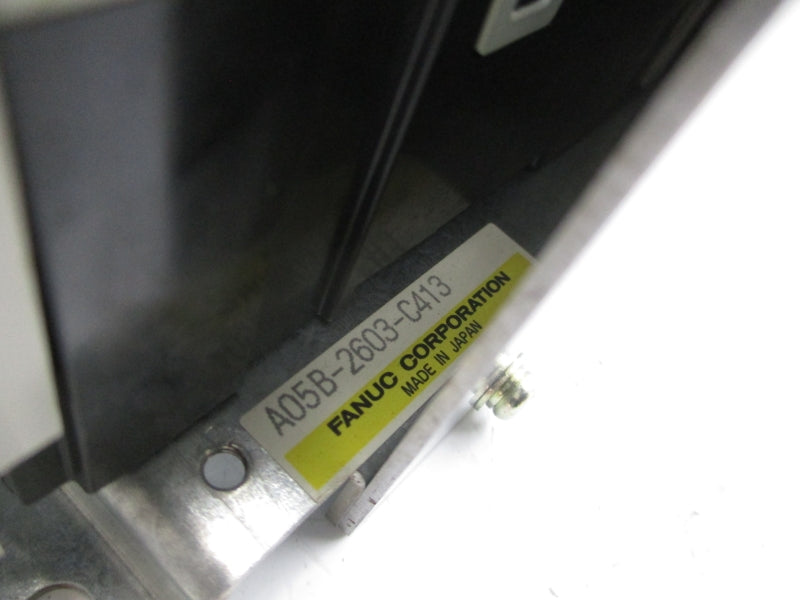 A05B-2603-C413
FANUC CORPORATION
MADE IN JAPAN